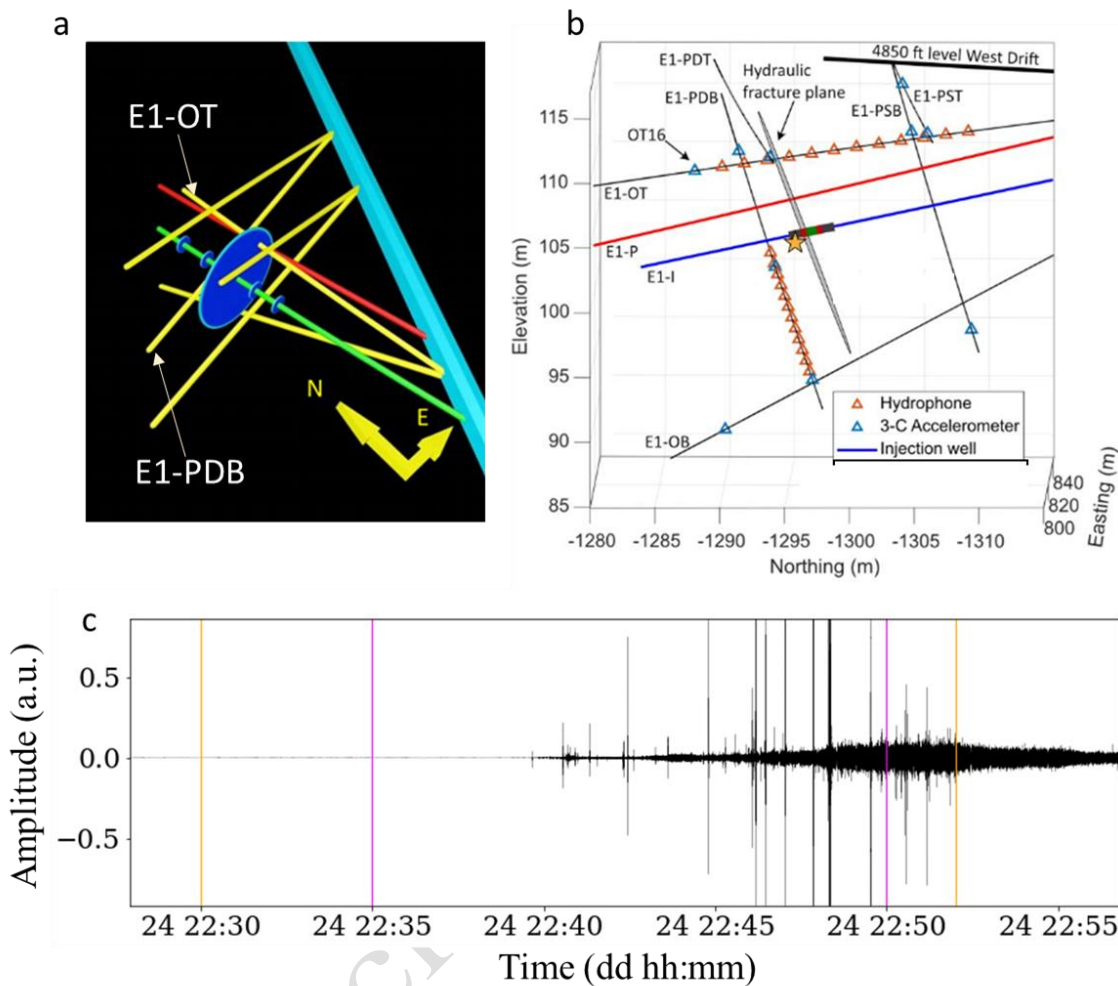 a
E1-OT
N
E
E1-PDB
b
4850 ft level West Drift
E1-PDT
Hydraulic
fracture plane
E1-PDB
E1-PST
E1-PSB
OT16
E1-OT
E1-P
E1-I
E1-OB
Hydrophone
3-C Accelerometer
Injection well
Elevation (m)
115
110
105
100
95
90
85
-1280
-1285
-1290
-1295
-1300
-1305
-1310
Northing (m)
840
820
800
Easting (m)
c
Amplitude (a.u.)
0.5
0.0
−0.5
24 22:30
24 22:35
24 22:40
24 22:45
24 22:50
24 22:55
Time (dd hh:mm)